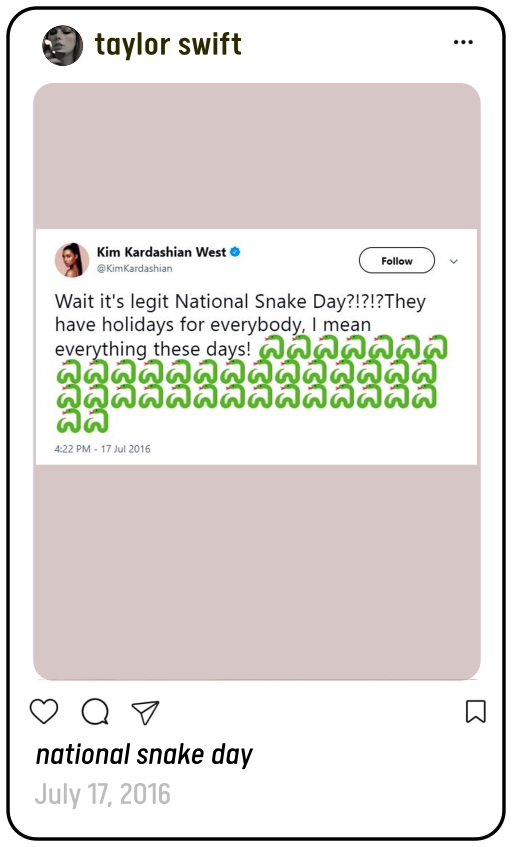 taylor swift
Kim Kardashian West
@KimKardashian
Follow
Wait it's legit National Snake Day?!?!?They
have holidays for everybody, I mean
everything these days! 🐍🐍🐍🐍🐍🐍🐍
🐍🐍🐍🐍🐍🐍🐍🐍🐍🐍🐍🐍🐍🐍
🐍🐍🐍🐍🐍🐍🐍🐍🐍🐍🐍🐍🐍🐍
🐍🐍
4:22 PM - 17 Jul 2016
national snake day
July 17, 2016